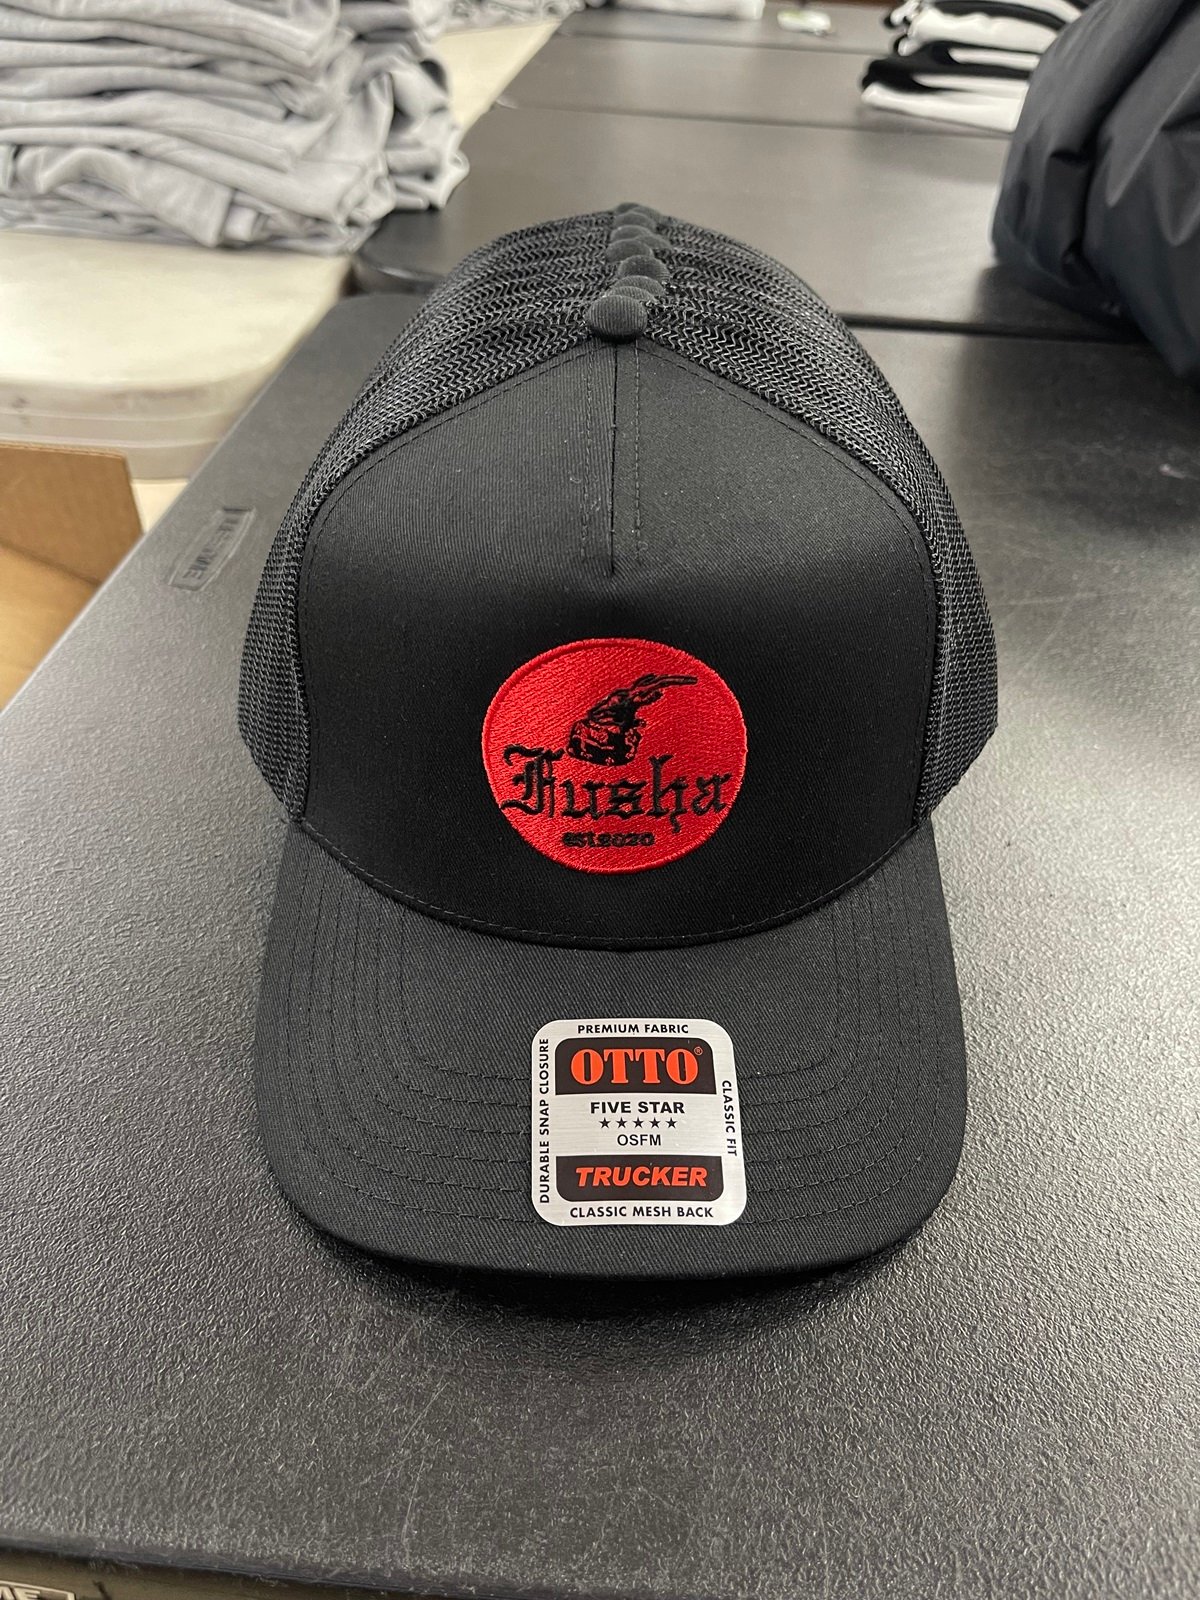 Fusha
est.2020
PREMIUM FABRIC
DURABLE SNAP CLOSURE
OTTO®
FIVE STAR
★★★★★
OSFM
TRUCKER
CLASSIC FIT
CLASSIC MESH BACK